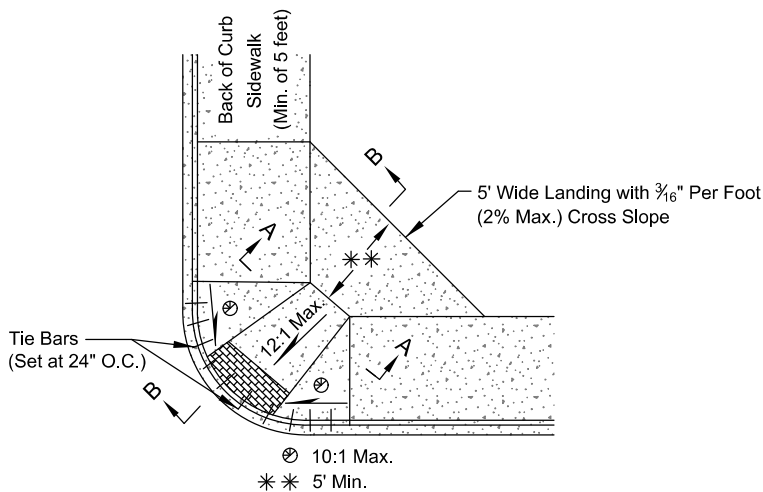 Back of Curb
Sidewalk
(Min. of 5 feet)
B
5' Wide Landing with 3/16" Per Foot
(2% Max.) Cross Slope
A
**
12:1 Max.
Tie Bars
(Set at 24" O.C.)
A
B
10:1 Max.
** 5' Min.